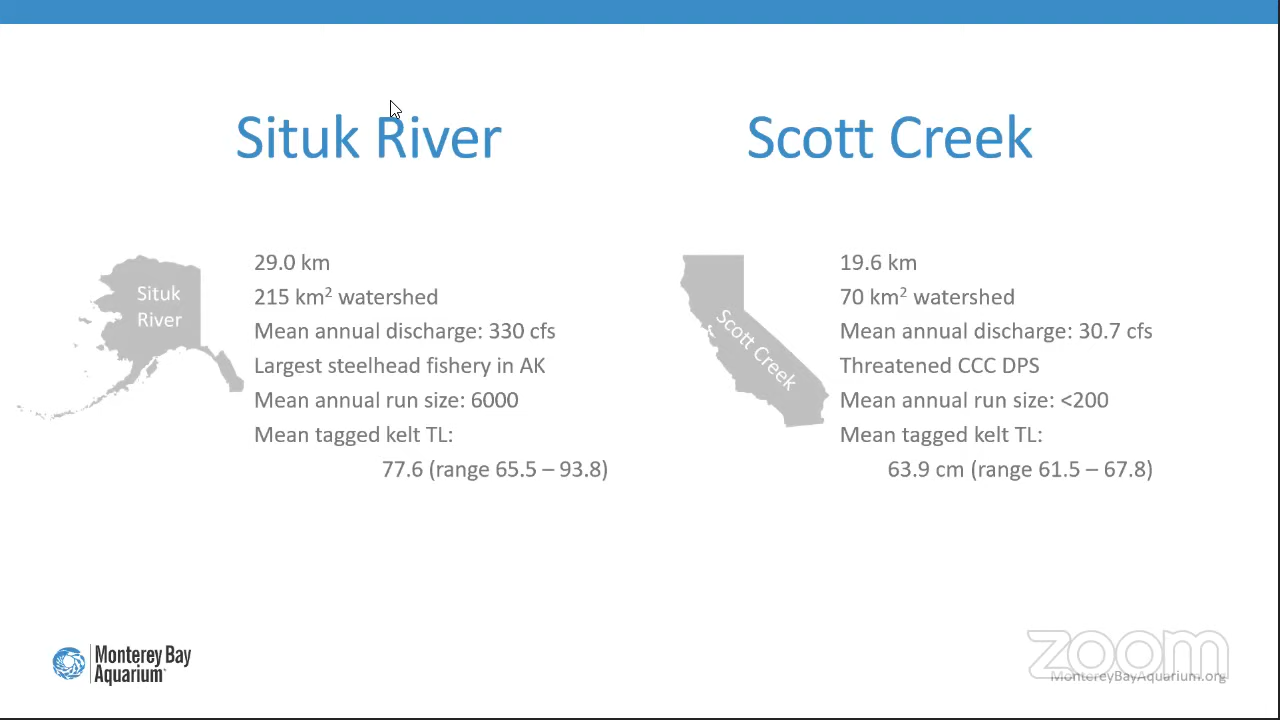 Situk River
Situk
River
29.0 km
215 km² watershed
Mean annual discharge: 330 cfs
Largest steelhead fishery in AK
Mean annual run size: 6000
Mean tagged kelt TL:
77.6 (range 65.5 – 93.8)
Scott Creek
Scott Creek
19.6 km
70 km² watershed
Mean annual discharge: 30.7 cfs
Threatened CCC DPS
Mean annual run size: <200
Mean tagged kelt TL:
63.9 cm (range 61.5 – 67.8)
Monterey Bay
Aquarium
zoom
MontereyBayAquarium.org